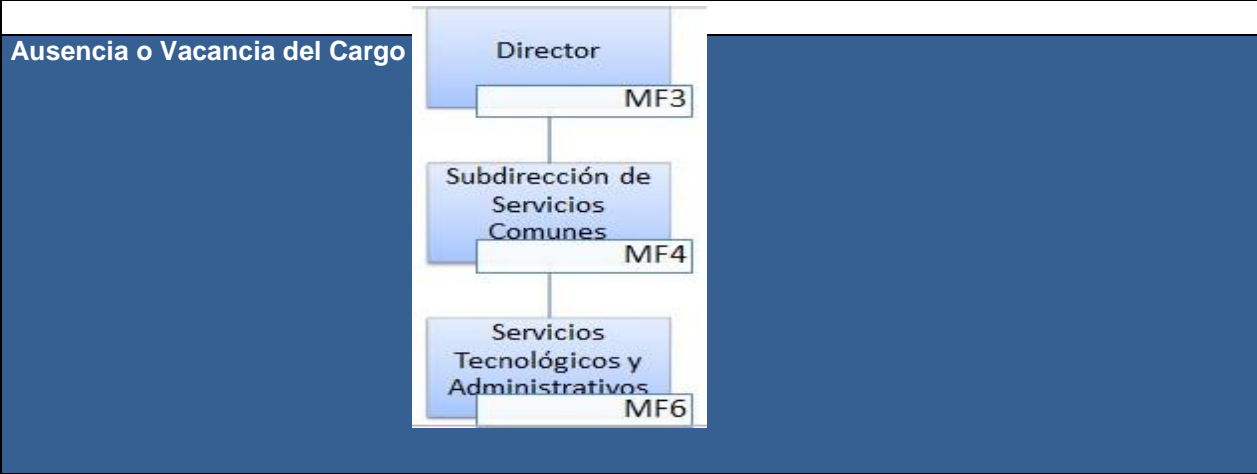 Ausencia o Vacancia del Cargo
Director
MF3
Subdirección de
Servicios
Comunes
MF4
Servicios
Tecnológicos y
Administrativos
MF6